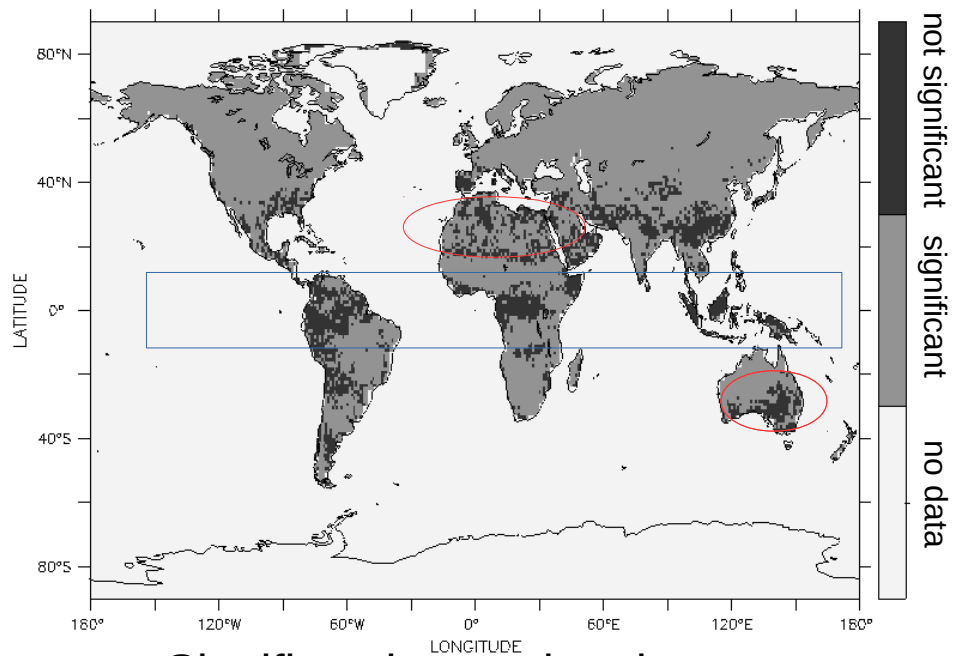 80°N
40°N
0°
40°S
80°S
LATITUDE
180°
120°W
60°W
0°
60°E
120°E
180°
LONGITUDE
not significant
significant
no data